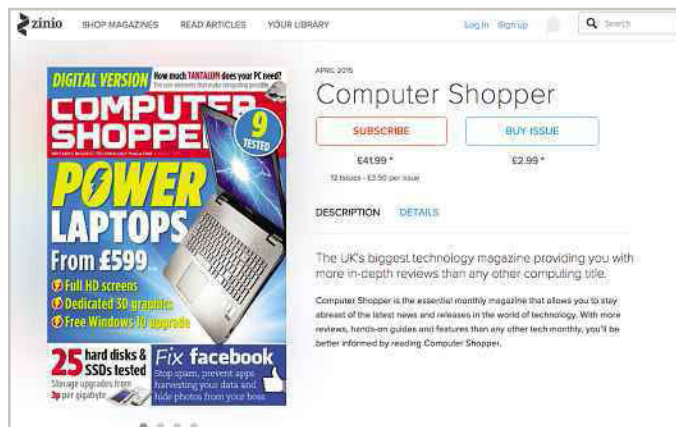 zinio SHOP MAGAZINES READ ARTICLES YOUR LIBRARY Log In Sign Up Search
APRIL 2015
Computer Shopper
SUBSCRIBE BUY ISSUE
£41.99 * £2.99 *
12 Issues - £3.50 per issue
DESCRIPTION DETAILS
The UK's biggest technology magazine providing you with
more in-depth reviews than any other computing title.
Computer Shopper is the essential monthly magazine that allows you to stay
abreast of the latest news and releases in the world of technology. With more
reviews, hands-on guides and features than any other tech monthly, you'll be
better informed by reading Computer Shopper.
DIGITAL VERSION
How much TANTALUM does your PC need?
COMPUTER
SHOPPER
9
TESTED
POWER
LAPTOPS
From £599
Full HD screens
Dedicated 3D graphics
Free Windows 10 upgrade
25 hard disks &
SSDs tested
Storage upgrades from
3p per gigabyte
Fix facebook
Stop spam, prevent apps
harvesting your data and
hide photos from your boss